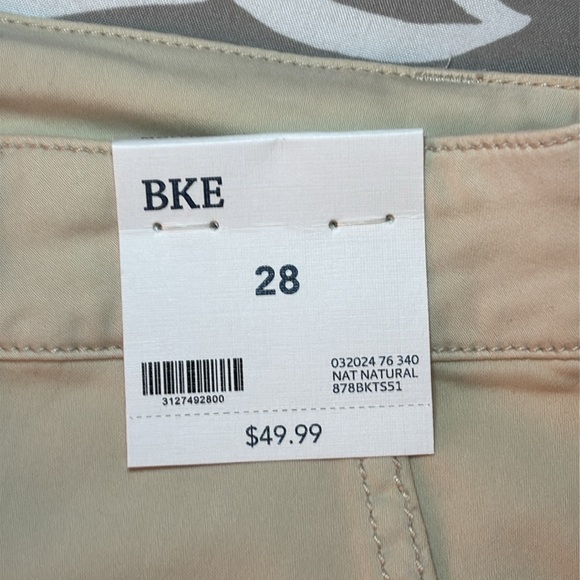 BKE
28
032024 76 340
NAT NATURAL
878BKTS51
3127492800
$49.99